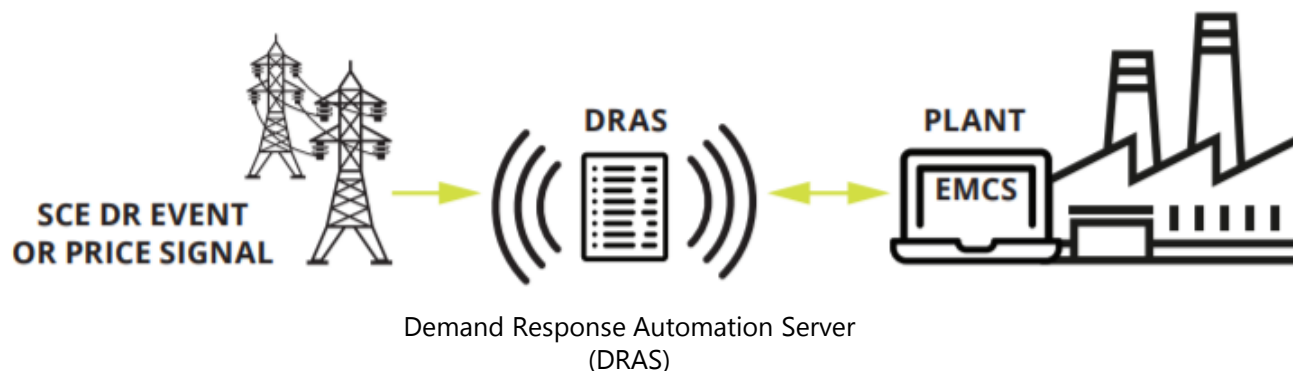 SCE DR EVENT
OR PRICE SIGNAL
DRAS
PLANT
EMCS
Demand Response Automation Server
(DRAS)